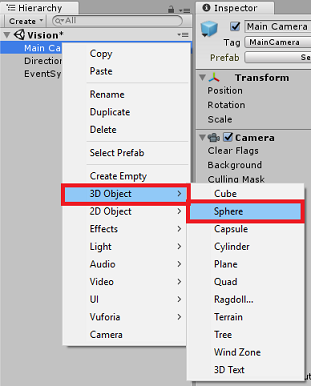 Hierarchy
Inspector
Create
All
Vision*
Main Ca
Direction
EventSy
Copy
Paste
Rename
Duplicate
Delete
Select Prefab
Create Empty
3D Object
2D Object
Effects
Light
Audio
Video
UI
Vuforia
Camera
Cube
Sphere
Capsule
Cylinder
Plane
Quad
Ragdoll...
Terrain
Tree
Wind Zone
3D Text
Main Camera
Tag MainCamera
Prefab Se
Transform
Position
Rotation
Scale
Camera
Clear Flags
Background
Culling Mask